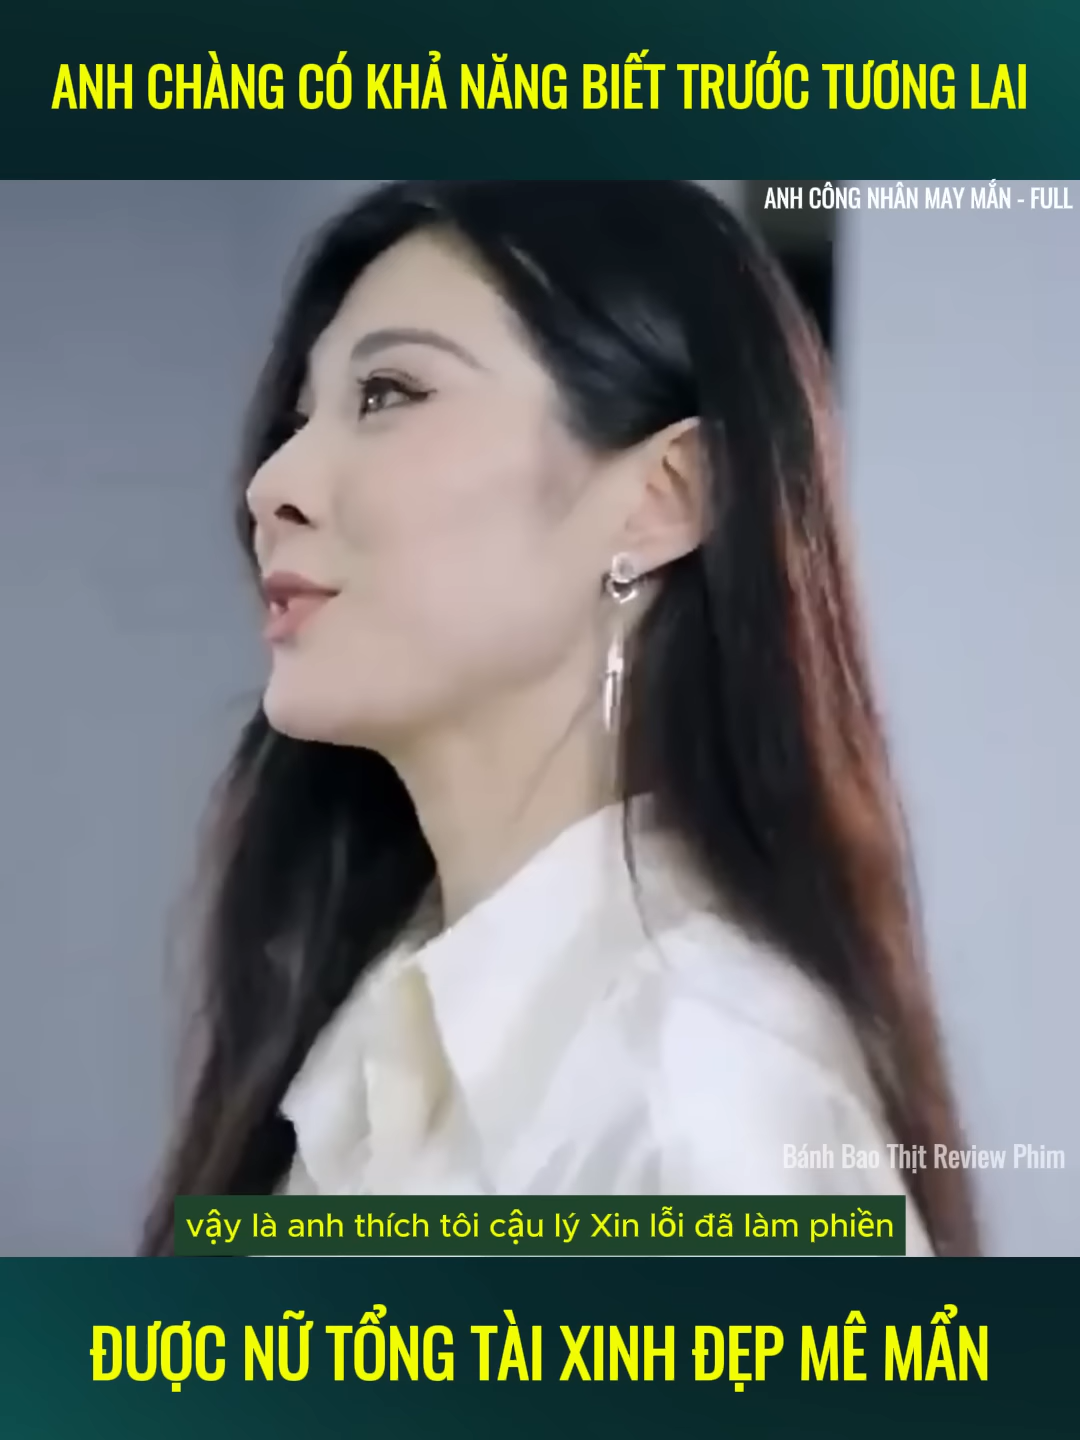 ANH CHÀNG CÓ KHẢ NĂNG BIẾT TRƯỚC TƯƠNG LAI
ANH CÔNG NHÂN MAY MẮN - FULL
Bánh Bao Thịt Review Phim
vậy là anh thích tôi cậu lý Xin lỗi đã làm phiền
ĐƯỢC NỮ TỔNG TÀI XINH ĐẸP MÊ MẨN